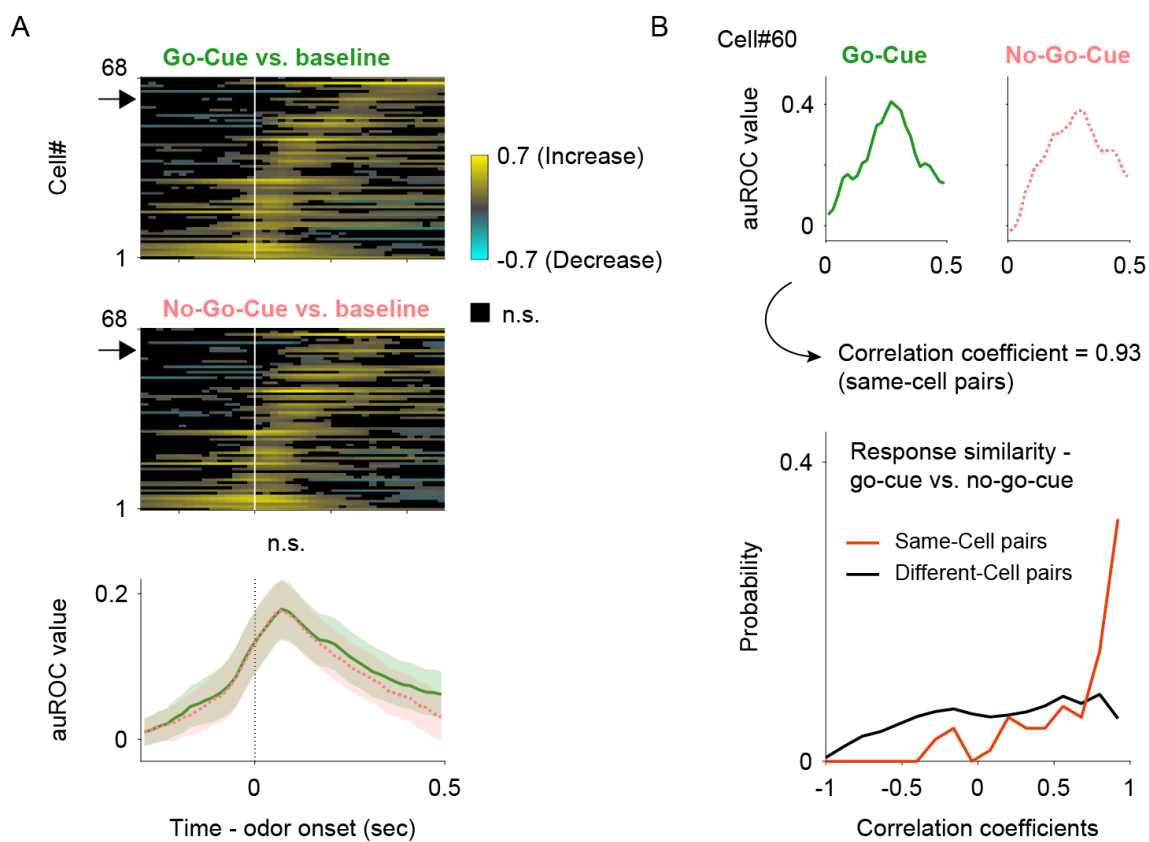 A
Go-Cue vs. baseline
68
Cell#
1
0.7 (Increase)
-0.7 (Decrease)
n.s.
No-Go-Cue vs. baseline
68
1
n.s.
0.2
auROC value
0
0
0.5
Time - odor onset (sec)
B
Cell#60
Go-Cue
No-Go-Cue
0.4
auROC value
0
0
0.5
0
0.5
Correlation coefficient = 0.93
(same-cell pairs)
0.4
Response similarity -
go-cue vs. no-go-cue
Same-Cell pairs
Different-Cell pairs
Probability
0
-1
-0.5
0
0.5
1
Correlation coefficients